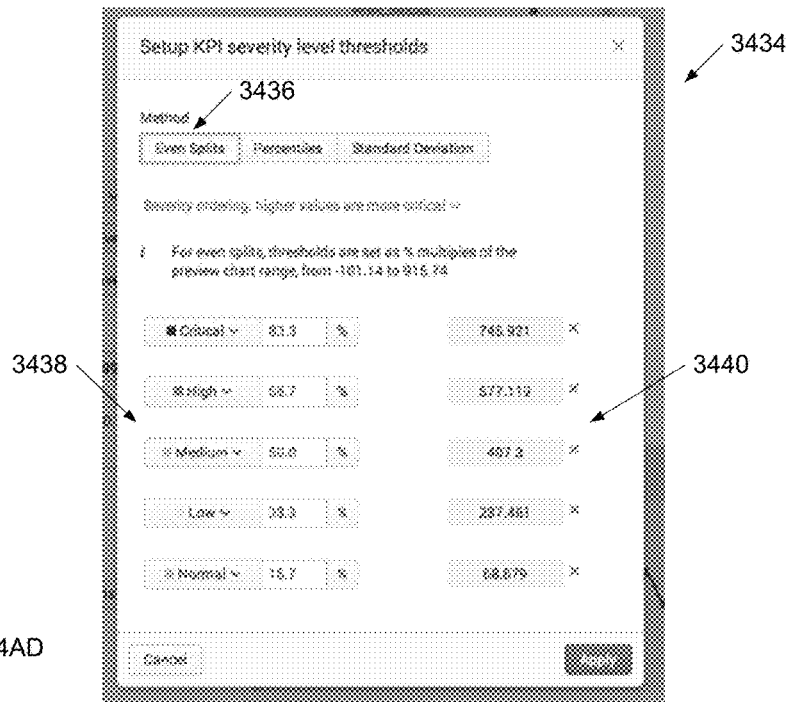 Setup KPI severity level thresholds ×
3434
3436
Method
Even Splits Percentiles Standard Deviation
Severity ordering: higher values are more critical
i For even splits, thresholds are set as % multiples of the
preview chart range, from -101.14 to 915.74
Critical 83.3 % 745.921 ×
3438
3440
High 66.7 % 577.119 ×
Medium 50.0 % 407.3 ×
Low 33.3 % 237.481 ×
Normal 16.7 % 68.679 ×
4AD
Cancel Apply